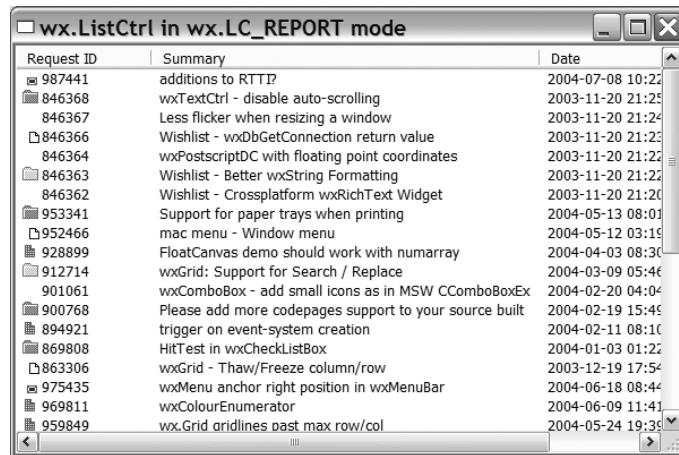 wx.ListCtrl in wx.LC_REPORT mode
Request ID Summary Date
987441 additions to RTTI? 2004-07-08 10:22
846368 wxTextCtrl - disable auto-scrolling 2003-11-20 21:25
846367 Less flicker when resizing a window 2003-11-20 21:24
846366 Wishlist - wxDbGetConnection return value 2003-11-20 21:23
846364 wxPostscriptDC with floating point coordinates 2003-11-20 21:22
846363 Wishlist - Better wxString Formatting 2003-11-20 21:22
846362 Wishlist - Crossplatform wxRichText Widget 2003-11-20 21:20
953341 Support for paper trays when printing 2004-05-13 08:01
952466 mac menu - Window menu 2004-05-12 03:19
928899 FloatCanvas demo should work with numarray 2004-04-03 08:30
912714 wxGrid: Support for Search / Replace 2004-03-09 05:46
901061 wxComboBox - add small icons as in MSW CComboBoxEx 2004-02-20 04:04
900768 Please add more codepages support to your source built 2004-02-19 15:49
894921 trigger on event-system creation 2004-02-11 08:10
869808 HitTest in wxCheckListBox 2004-01-03 01:22
863306 wxGrid - Thaw/Freeze column/row 2003-12-19 17:54
975435 wxMenu anchor right position in wxMenuBar 2004-06-18 08:44
969811 wxColourEnumerator 2004-06-09 11:41
959849 wx.Grid gridlines past max row/col 2004-05-24 19:39